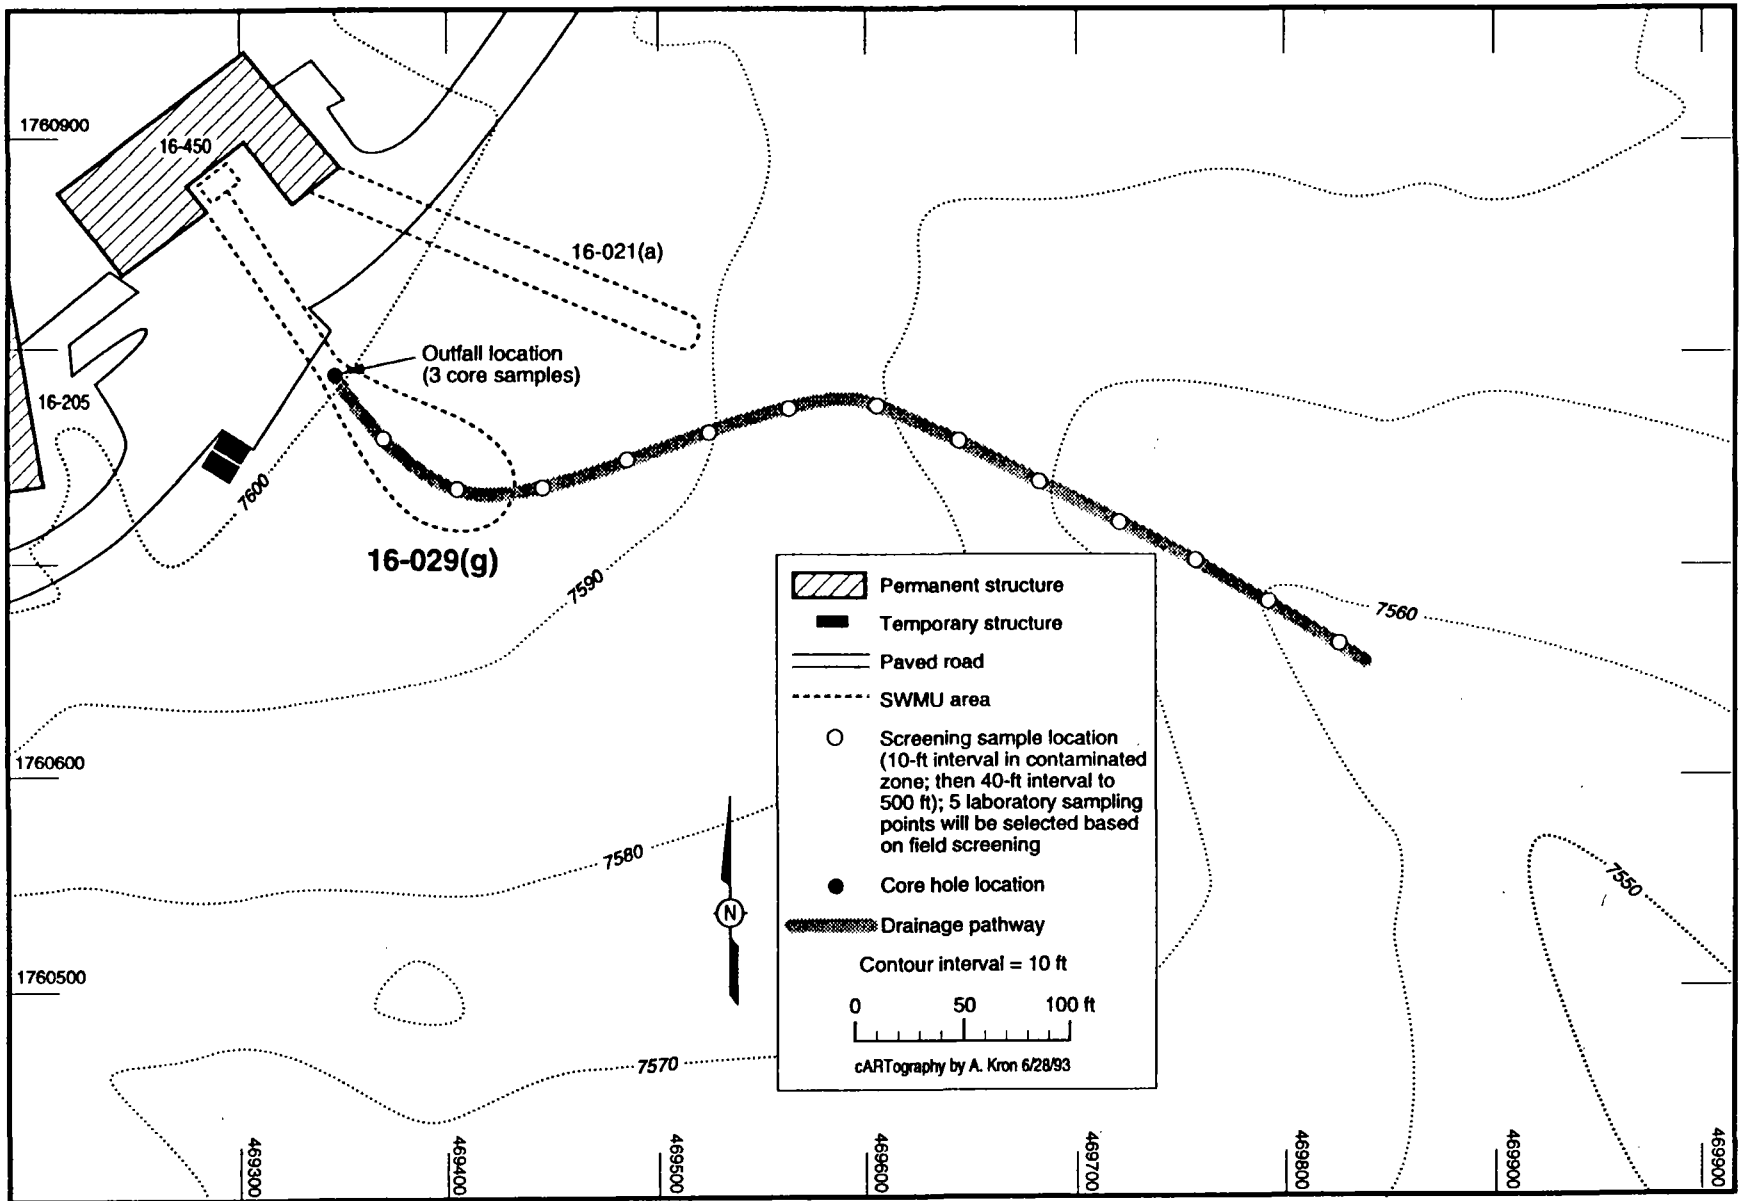 1760900
16-450
16-021(a)
Outfall location
(3 core samples)
16-205
7600
16-029(g)
7590
7560
Permanent structure
Temporary structure
Paved road
SWMU area
Screening sample location
(10-ft interval in contaminated
zone; then 40-ft interval to
500 ft); 5 laboratory sampling
points will be selected based
on field screening
Core hole location
Drainage pathway
Contour interval = 10 ft
0 50 100 ft
cARTography by A. Kron 6/28/93
1760600
7580
N
7550
1760500
7570
469300
469400
469500
469600
469700
469800
469900
469900